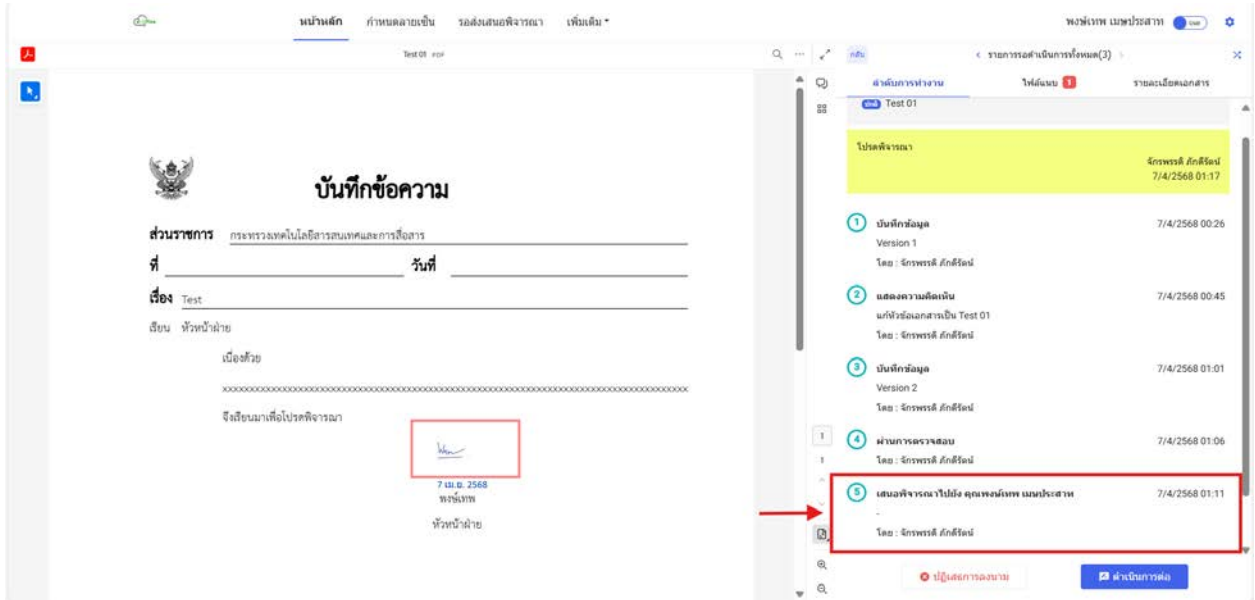 หน้าหลัก กำหนดลายเซ็น รอส่งเสนอพิจารณา เพิ่มเติม
พงษ์เทพ เมษประสาท
Test 01 PDF
กลับ
รายการรอดำเนินการทั้งหมด(3)
ลำดับการทำงาน ไฟล์แนบ 1 รายละเอียดเอกสาร
ปกติ Test 01
โปรดพิจารณา
จักรพรรดิ ภักดีรัตน์
7/4/2568 01:17
1 บันทึกข้อมูล 7/4/2568 00:26
Version 1
โดย : จักรพรรดิ ภักดีรัตน์
2 แสดงความคิดเห็น 7/4/2568 00:45
แก้หัวข้อเอกสารเป็น Test 01
โดย : จักรพรรดิ ภักดีรัตน์
3 บันทึกข้อมูล 7/4/2568 01:01
Version 2
โดย : จักรพรรดิ ภักดีรัตน์
4 ผ่านการตรวจสอบ 7/4/2568 01:06
โดย : จักรพรรดิ ภักดีรัตน์
5 เสนอพิจารณาไปยัง คุณพงษ์เทพ เมษประสาท 7/4/2568 01:11
-
โดย : จักรพรรดิ ภักดีรัตน์
ปฏิเสธการลงนาม ดำเนินการต่อ
บันทึกข้อความ
ส่วนราชการ กระทรวงเทคโนโลยีสารสนเทศและการสื่อสาร
ที่ วันที่
เรื่อง Test
เรียน หัวหน้าฝ่าย
เนื่องด้วย
xxxxxxxxxxxxxxxxxxxxxxxxxxxxxxxxxxxxxxxxxxxxxxxxxxxxxxxxxxxxxxxxxxxxxxxxxxxxxxxx
จึงเรียนมาเพื่อโปรดพิจารณา
7 เม.ย. 2568
พงษ์เทพ
หัวหน้าฝ่าย
1
1